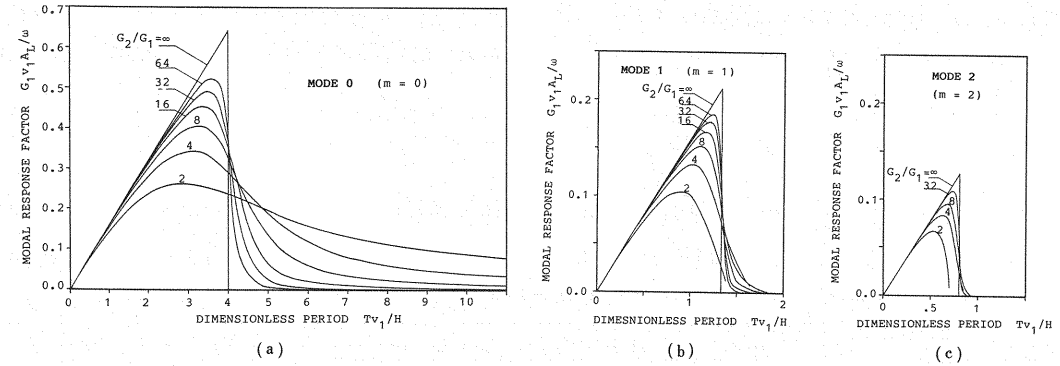 MODAL RESPONSE FACTOR G₁v₁A_L/ω
0.7
0.6
0.5
0.4
0.3
0.2
0.1
0.0
G₂/G₁=∞
64
32
16
8
4
2
MODE 0 (m = 0)
0 1 2 3 4 5 6 7 8 9 10
DIMENSIONLESS PERIOD Tv₁/H
(a)
MODAL RESPONSE FACTOR G₁v₁A_L/ω
0.2
0.1
0.0
MODE 1 (m = 1)
G₂/G₁=∞
64
32
16
8
4
2
0 1 2
DIMESNIONLESS PERIOD Tv₁/H
(b)
MODAL RESPONSE FACTOR G₁v₁A_L/ω
0.2
0.1
0.0
MODE 2
(m = 2)
G₂/G₁=∞
32
8
4
2
0 .5 1
DIMENSIONLESS PERIOD Tv₁/H
(c)